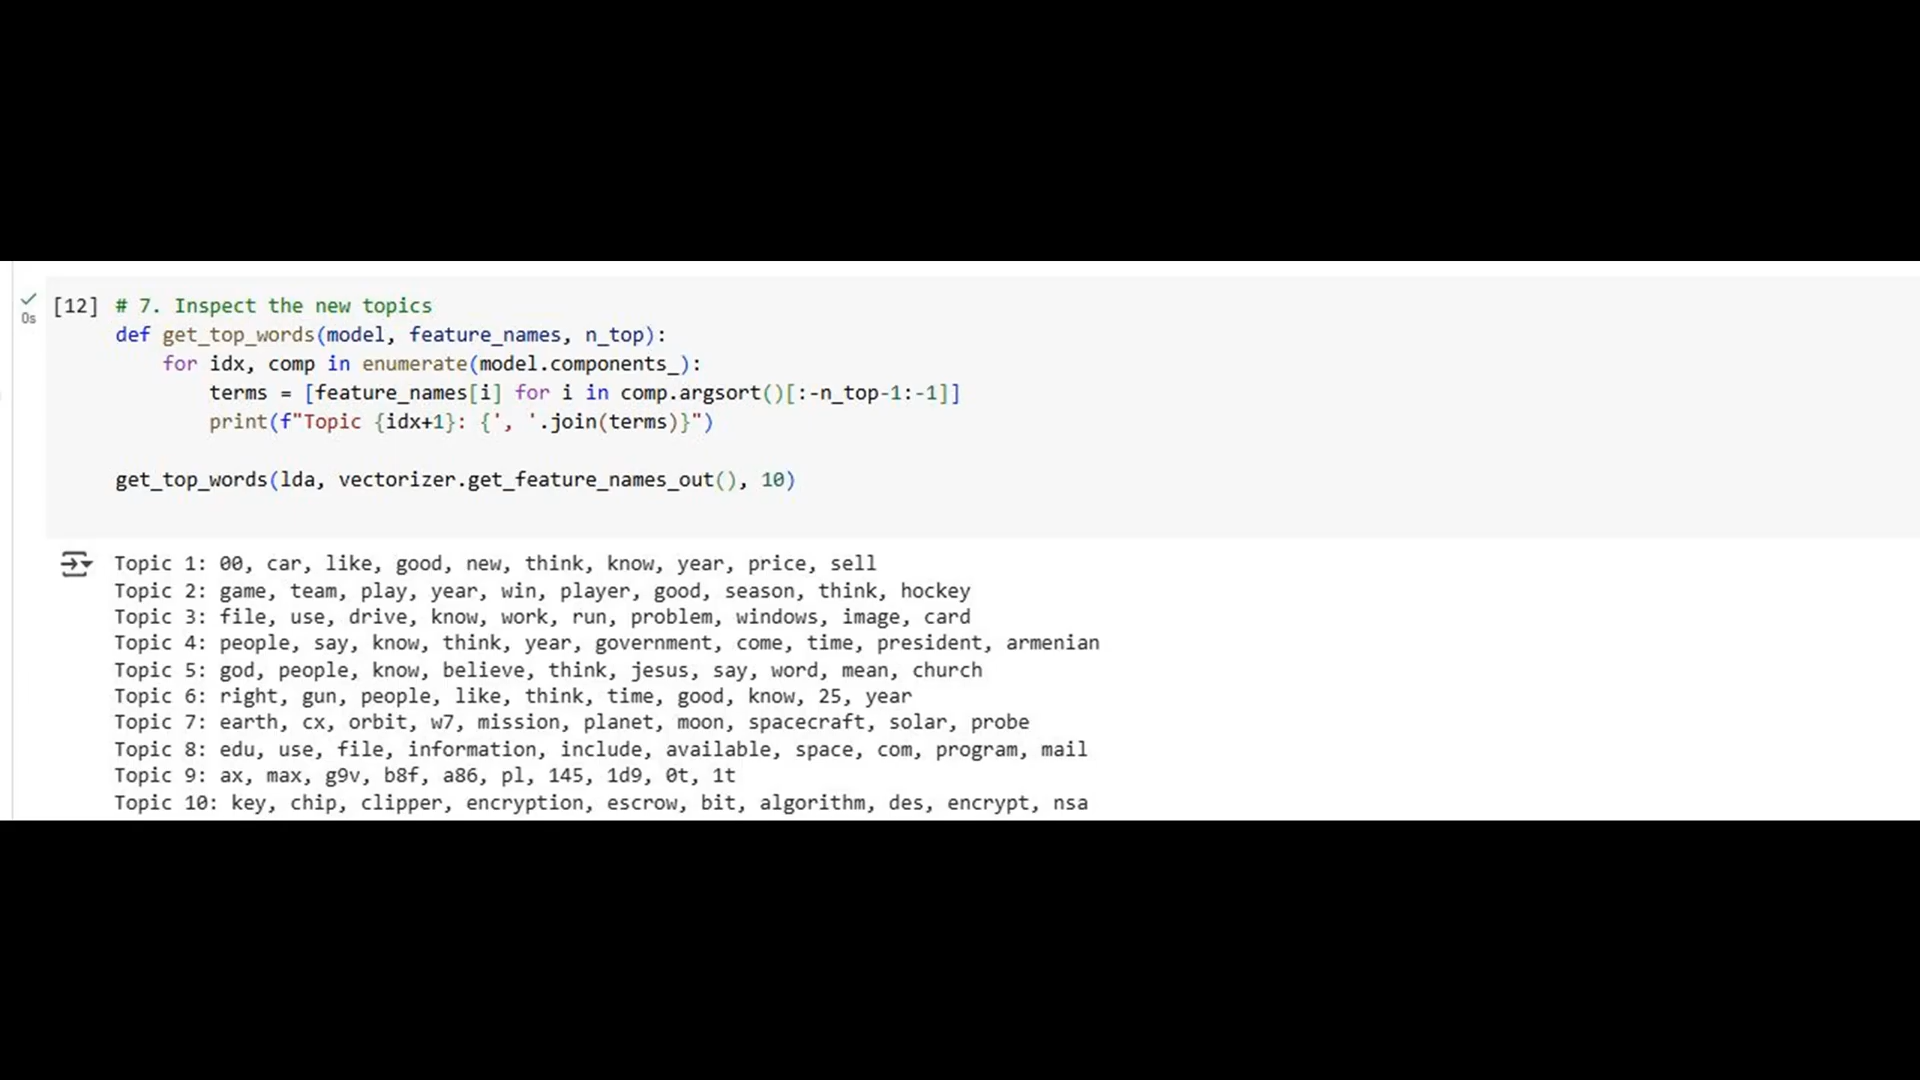 [12] # 7. Inspect the new topics
def get_top_words(model, feature_names, n_top):
    for idx, comp in enumerate(model.components_):
        terms = [feature_names[i] for i in comp.argsort()[:-n_top-1:-1]]
        print(f"Topic {idx+1}: {', '.join(terms)}")
get_top_words(lda, vectorizer.get_feature_names_out(), 10)
0s
Topic 1: 00, car, like, good, new, think, know, year, price, sell
Topic 2: game, team, play, year, win, player, good, season, think, hockey
Topic 3: file, use, drive, know, work, run, problem, windows, image, card
Topic 4: people, say, know, think, year, government, come, time, president, armenian
Topic 5: god, people, know, believe, think, jesus, say, word, mean, church
Topic 6: right, gun, people, like, think, time, good, know, 25, year
Topic 7: earth, cx, orbit, w7, mission, planet, moon, spacecraft, solar, probe
Topic 8: edu, use, file, information, include, available, space, com, program, mail
Topic 9: ax, max, g9v, b8f, a86, pl, 145, 1d9, 0t, 1t
Topic 10: key, chip, clipper, encryption, escrow, bit, algorithm, des, encrypt, nsa